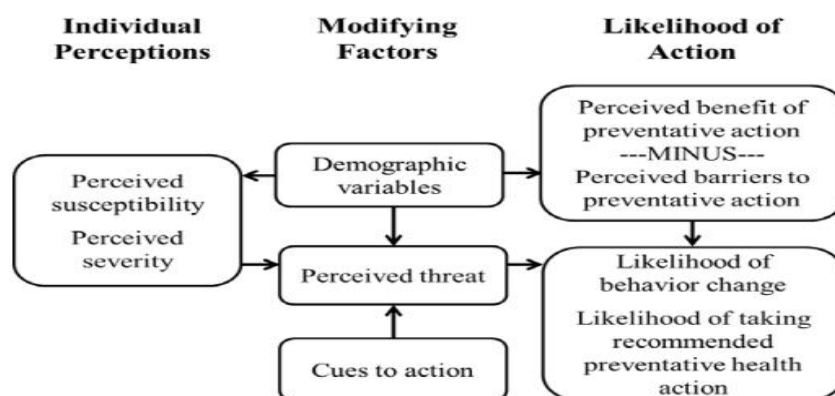 Individual
Perceptions
Modifying
Factors
Likelihood of
Action
Perceived
susceptibility
Perceived
severity
Demographic
variables
Perceived threat
Cues to action
Perceived benefit of
preventative action
---MINUS---
Perceived barriers to
preventative action
Likelihood of
behavior change
Likelihood of taking
recommended
preventative health
action